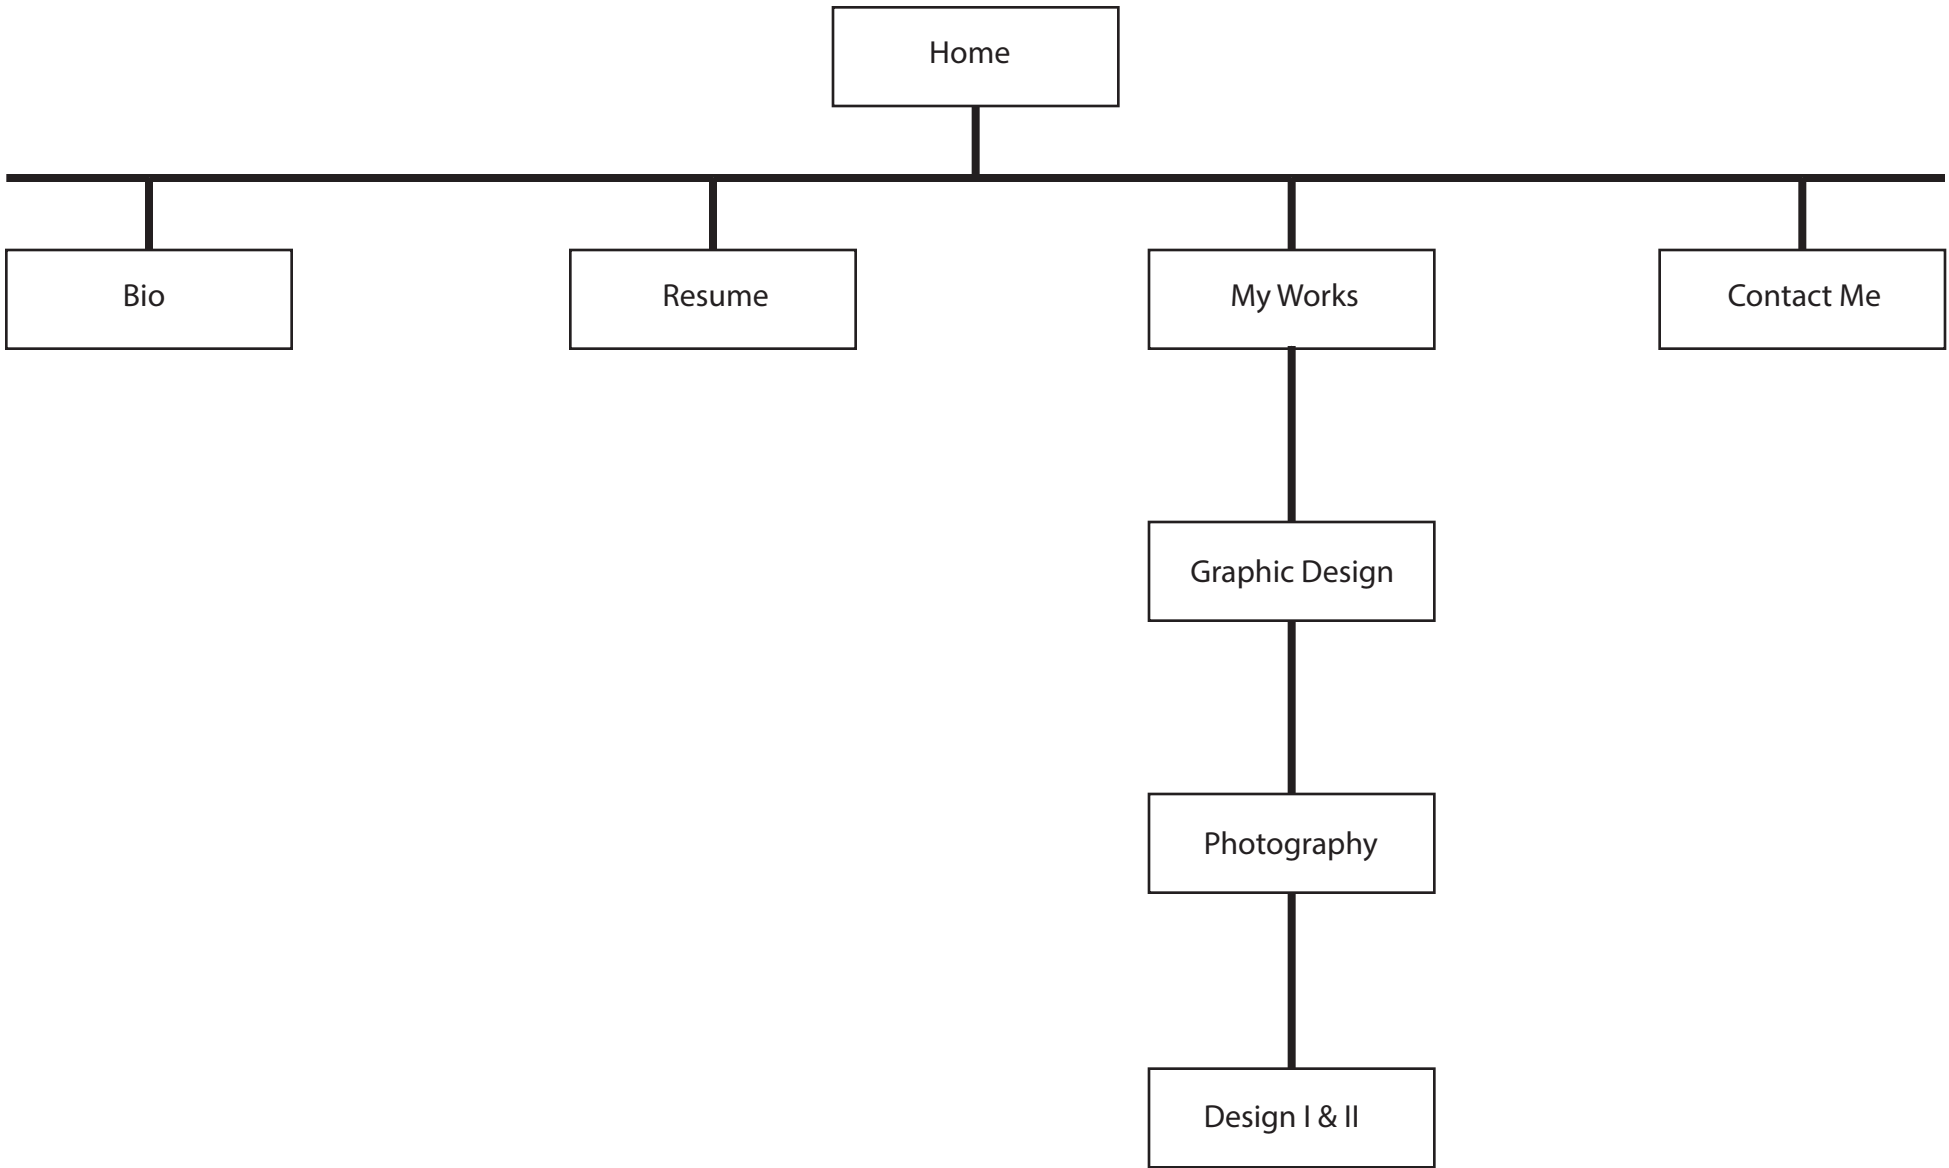 Home
Bio
Resume
My Works
Contact Me
Graphic Design
Photography
Design I & II